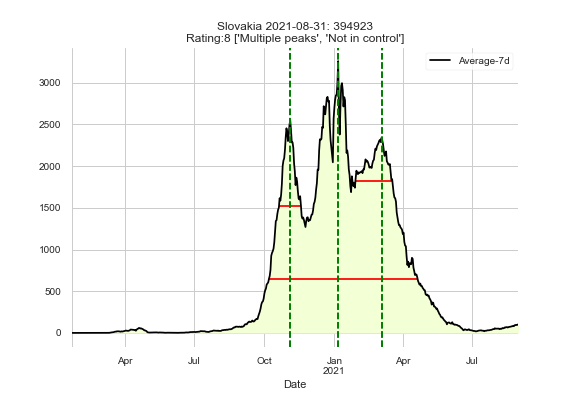 Slovakia 2021-08-31: 394923
Rating:8 ['Multiple peaks', 'Not in control']
Average-7d
3000
2500
2000
1500
1000
500
0
Apr Jul Oct Jan Apr Jul
2021
Date